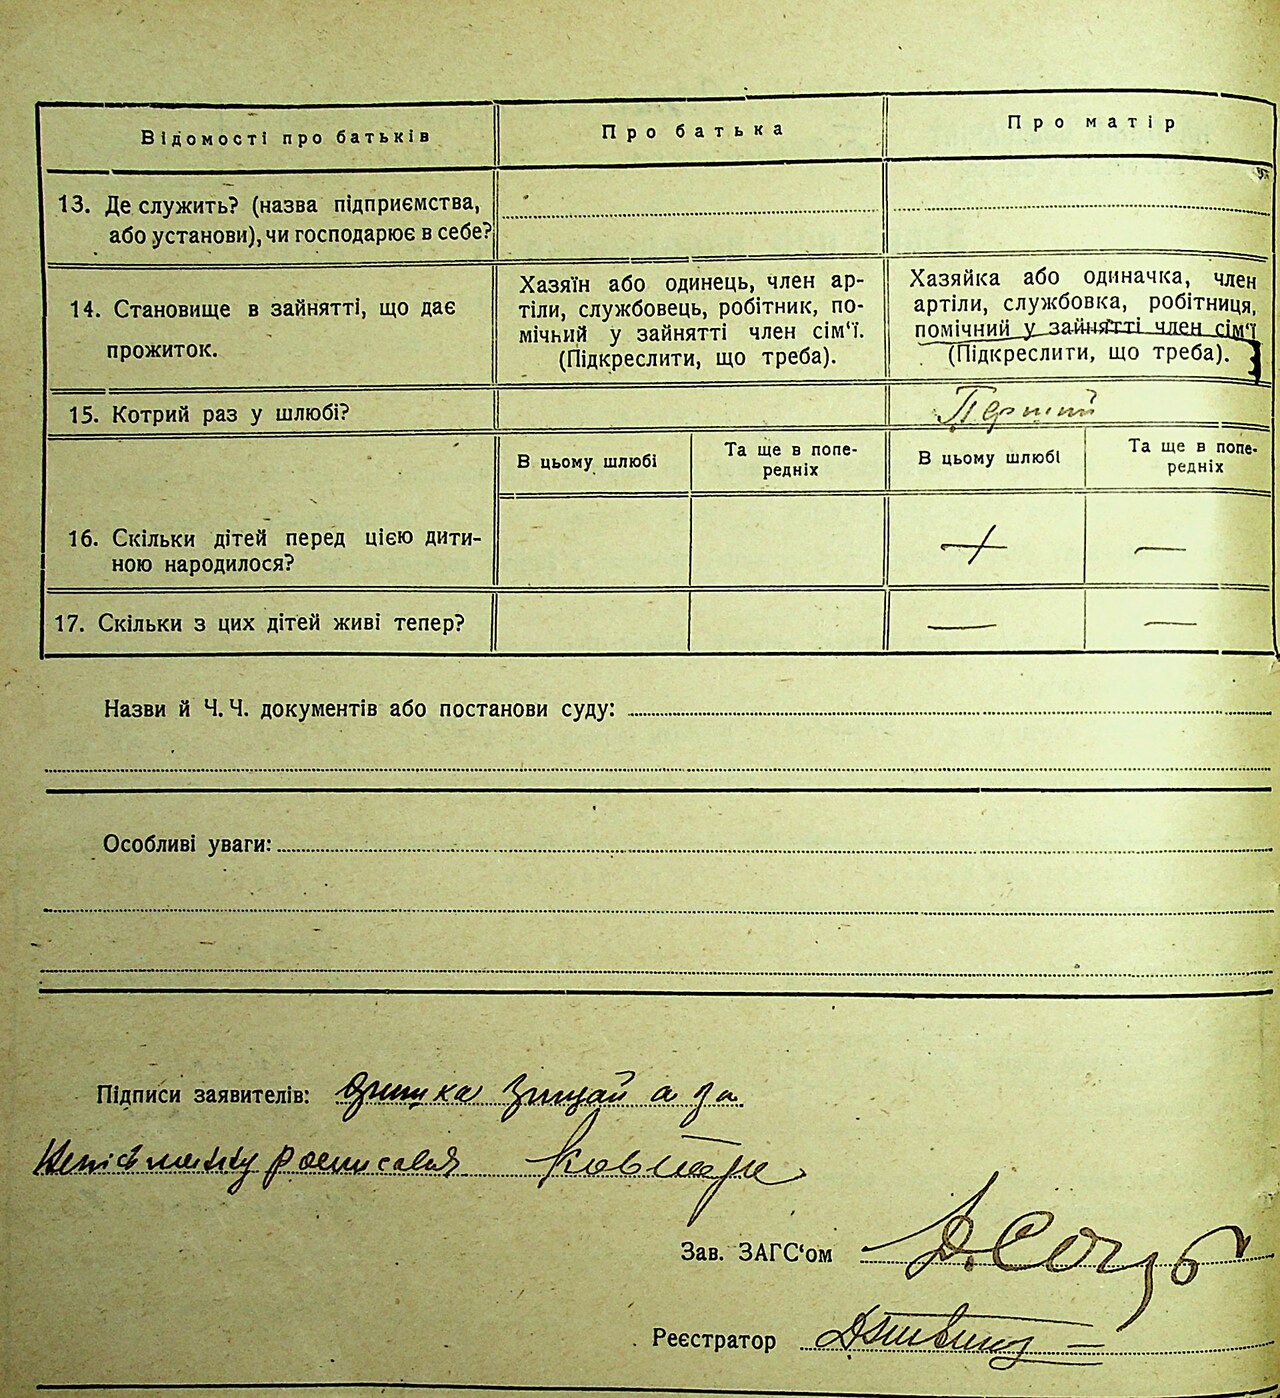 Відомості про батьків
Про батька
Про матір
13. Де служить? (назва підприємства, або установи), чи господарює в себе?
14. Становище в зайнятті, що дає прожиток.
Хазяїн або одинець, член ар-
тіли, службовець, робітник, по-
мічний у зайнятті член сім‘ї.
(Підкреслити, що треба).
Хазяйка або одиначка, член
артіли, службовка, робітниця,
помічний у зайнятті член сім‘ї
(Підкреслити, що треба).
15. Котрий раз у шлюбі?
Перший
В цьому шлюбі
Та ще в попе-
редніх
В цьому шлюбі
Та ще в попе-
редніх
16. Скільки дітей перед цією дити-
ною народилося?
+ —
17. Скільки з цих дітей живі тепер?
— —
Назви й Ч. Ч. документів або постанови суду:
Особливі уваги:
Підписи заявителів: а за
росписався
Зав. ЗАГС‘ом
Реєстратор